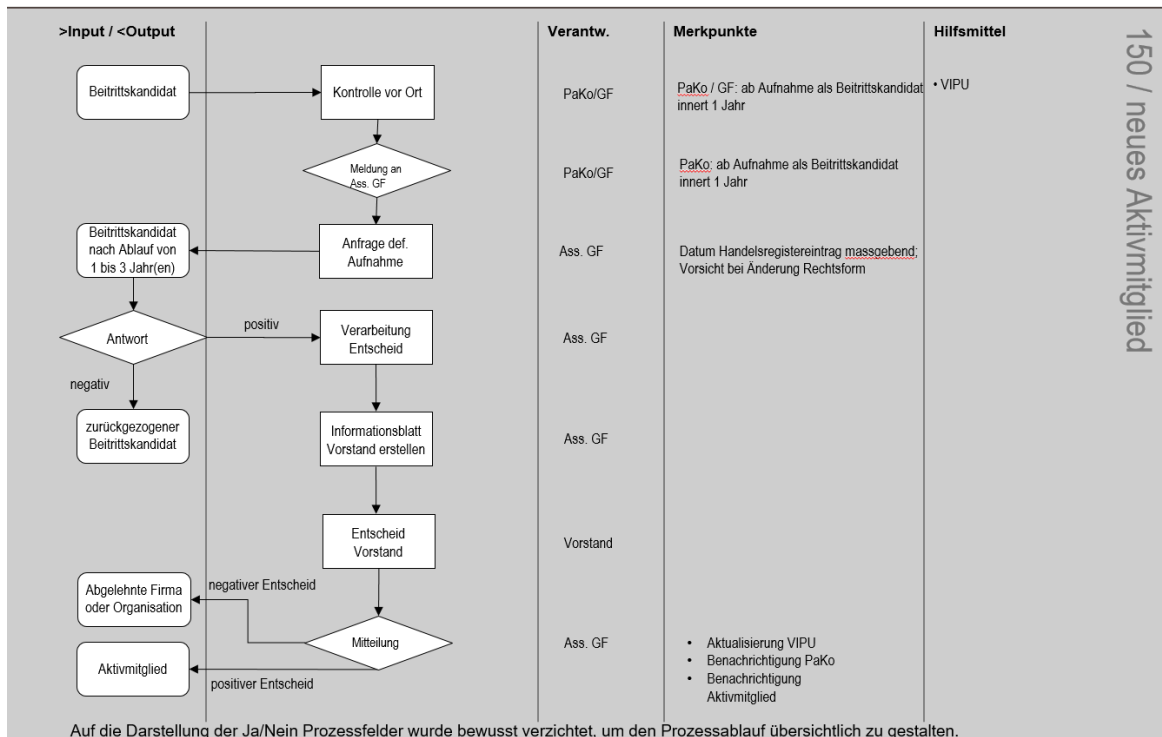 >Input / <Output
Verantw.
Merkpunkte
Hilfsmittel
150 / neues Aktivmitglied
Beitrittskandidat
Kontrolle vor Ort
PaKo/GF
PaKo / GF: ab Aufnahme als Beitrittskandidat
innert 1 Jahr
• VIPU
Meldung an
Ass. GF
PaKo/GF
PaKo: ab Aufnahme als Beitrittskandidat
innert 1 Jahr
Beitrittskandidat
nach Ablauf von
1 bis 3 Jahr(en)
Anfrage def.
Aufnahme
Ass. GF
Datum Handelsregistereintrag massgebend;
Vorsicht bei Änderung Rechtsform
Antwort
positiv
Verarbeitung
Entscheid
Ass. GF
negativ
zurückgezogener
Beitrittskandidat
Informationsblatt
Vorstand erstellen
Ass. GF
Entscheid
Vorstand
Vorstand
Abgelehnte Firma
oder Organisation
negativer Entscheid
Mitteilung
Ass. GF
• Aktualisierung VIPU
• Benachrichtigung PaKo
• Benachrichtigung
Aktivmitglied
Aktivmitglied
positiver Entscheid
Auf die Darstellung der Ja/Nein Prozessfelder wurde bewusst verzichtet, um den Prozessablauf übersichtlich zu gestalten.